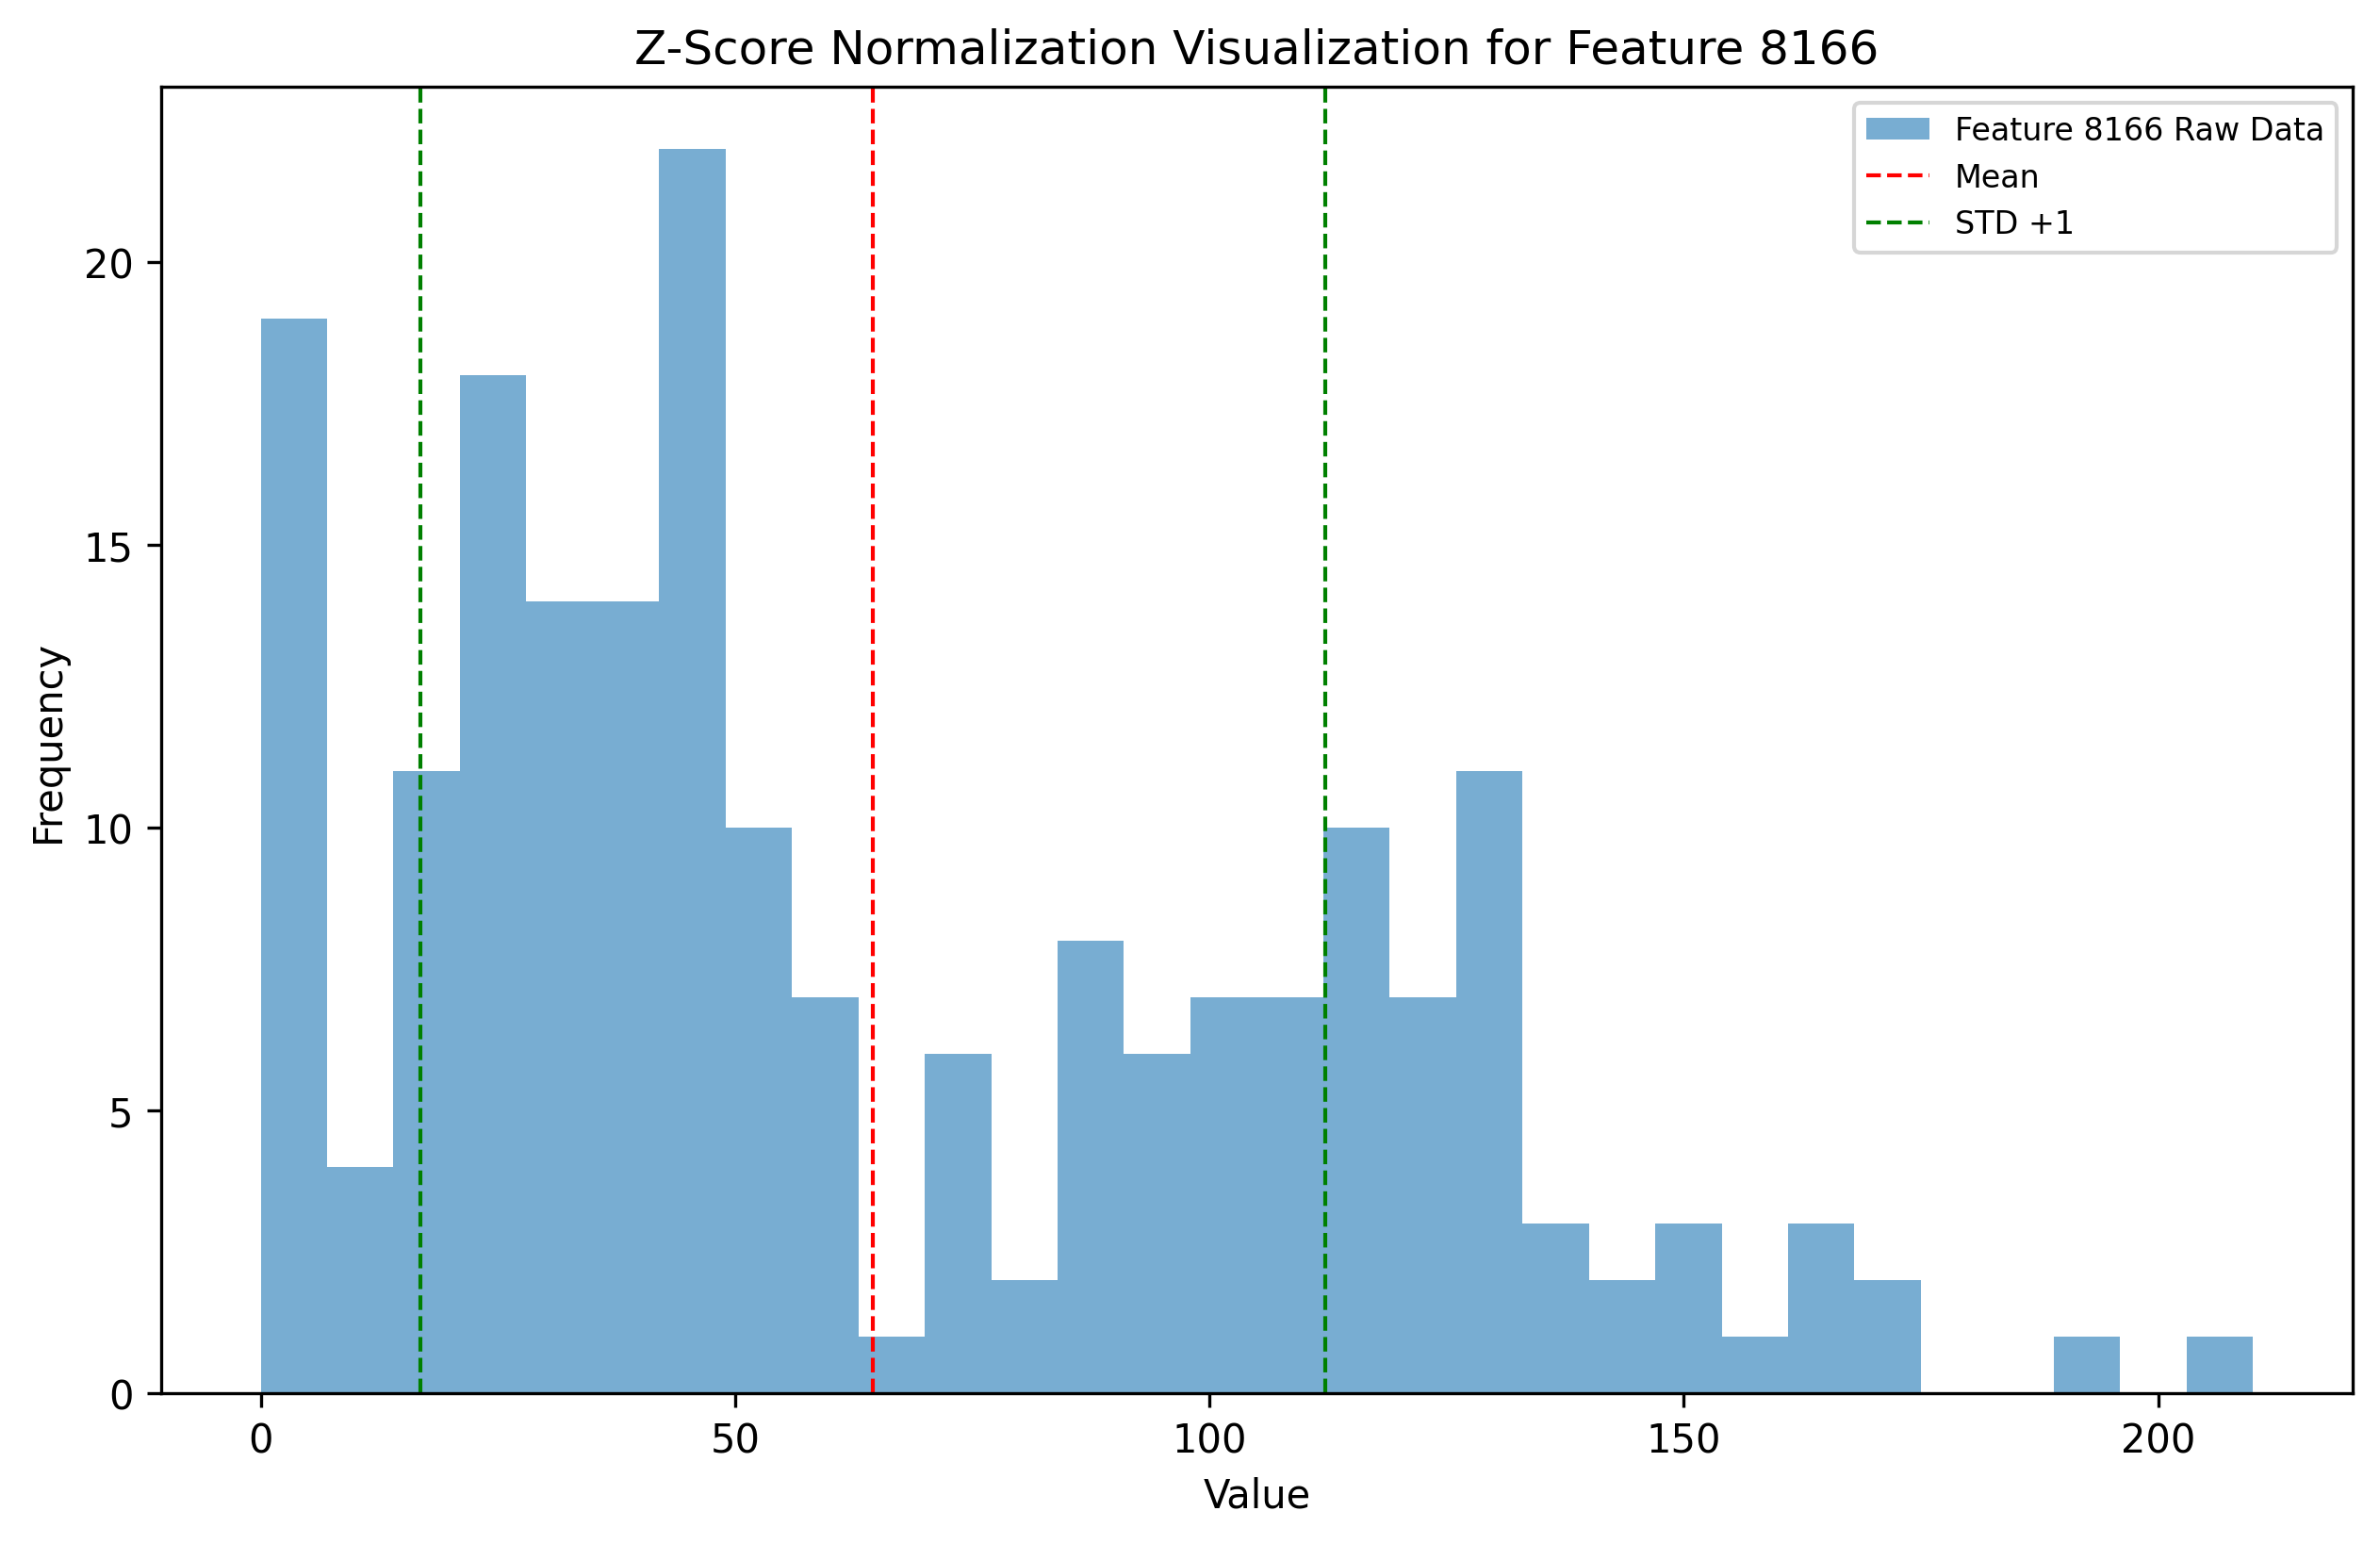 Z-Score Normalization Visualization for Feature 8166
Feature 8166 Raw Data
Mean
STD +1
Frequency
20
15
10
5
0
0 50 100 150 200
Value